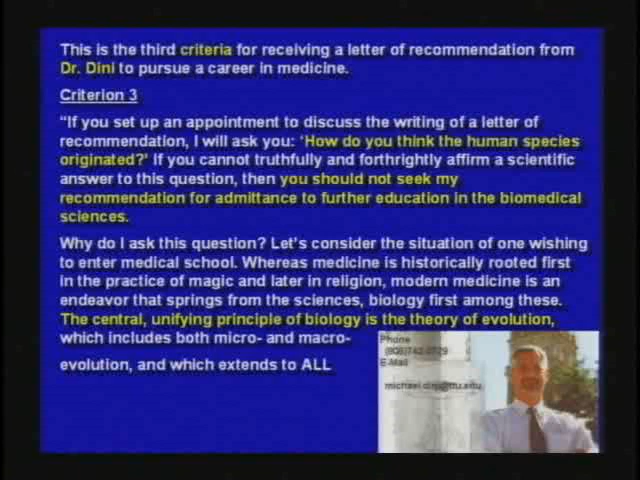 This is the third criteria for receiving a letter of recommendation from
Dr. Dini to pursue a career in medicine.
Criterion 3
“If you set up an appointment to discuss the writing of a letter of
recommendation, I will ask you: ‘How do you think the human species
originated?’ If you cannot truthfully and forthrightly affirm a scientific
answer to this question, then you should not seek my
recommendation for admittance to further education in the biomedical
sciences.
Why do I ask this question? Let’s consider the situation of one wishing
to enter medical school. Whereas medicine is historically rooted first
in the practice of magic and later in religion, modern medicine is an
endeavor that springs from the sciences, biology first among these.
The central, unifying principle of biology is the theory of evolution,
which includes both micro- and macro-
evolution, and which extends to ALL
Phone
E-Mail